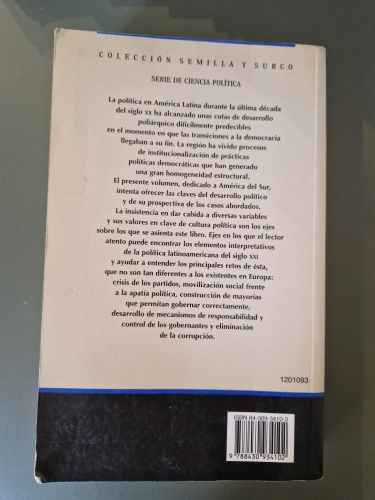 COLECCIÓN SEMILLA Y SURCO
SERIE DE CIENCIA POLÍTICA
La política en América Latina durante la última década
del siglo XX ha alcanzado unas cotas de desarrollo
poliárquico difícilmente predecibles
en el momento en que las transiciones a la democracia
llegaban a su fin. La región ha vivido procesos
de institucionalización de prácticas
políticas democráticas que han generado
una gran homogeneidad estructural.
El presente volumen, dedicado a América del Sur,
intenta ofrecer las claves del desarrollo político
y de su prospectiva de los casos abordados.
La insistencia en dar cabida a diversas variables
y sus valores en clave de cultura política son los ejes
sobre los que se asienta este libro. Ejes en los que el lector
atento puede encontrar los elementos interpretativos
de la política latinoamericana del siglo XXI
y ayudar a entender los principales retos de ésta,
que no son tan diferentes a los existentes en Europa:
crisis de los partidos, movilización social frente
a la apatía política, construcción de mayorías
que permitan gobernar correctamente,
desarrollo de mecanismos de responsabilidad y
control de los gobernantes y eliminación
de la corrupción.
1201093
ISBN 84-309-3410-3
9 788430 934102